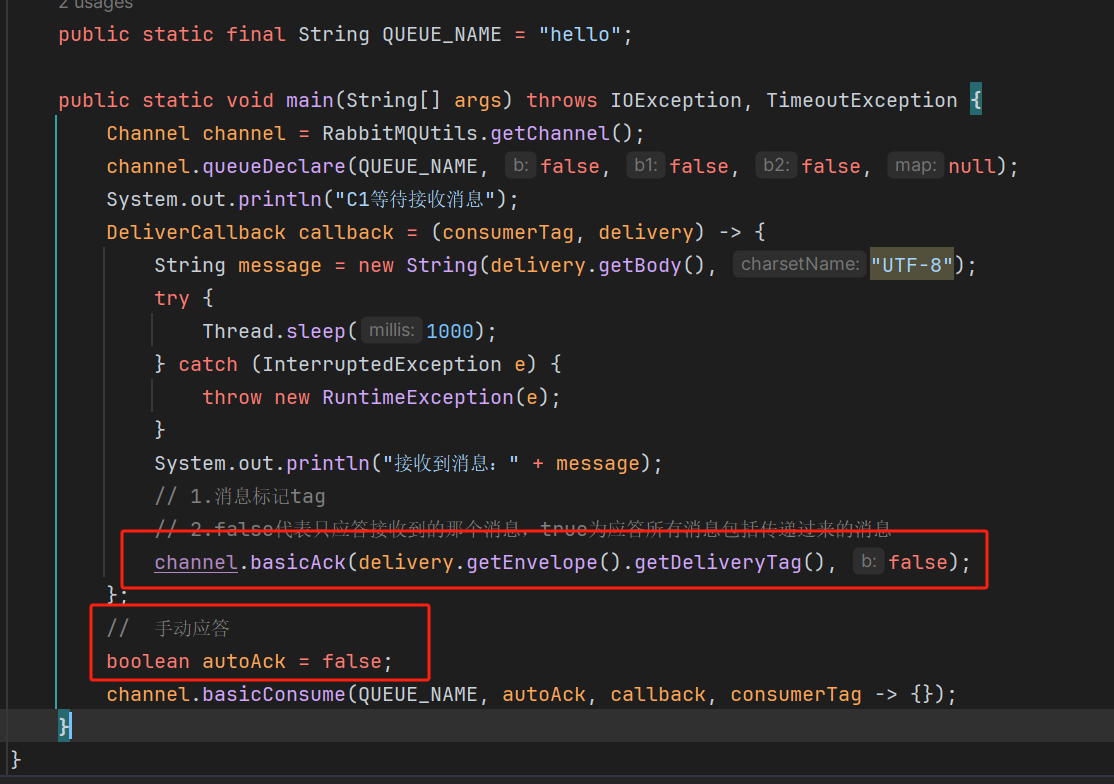 2 usages
public static final String QUEUE_NAME = "hello";
public static void main(String[] args) throws IOException, TimeoutException {
Channel channel = RabbitMQUtils.getChannel();
channel.queueDeclare(QUEUE_NAME, b: false, b1: false, b2: false, map: null);
System.out.println("C1等待接收消息");
DeliverCallback callback = (consumerTag, delivery) -> {
String message = new String(delivery.getBody(), charsetName: "UTF-8");
try {
Thread.sleep( millis: 1000);
} catch (InterruptedException e) {
throw new RuntimeException(e);
}
System.out.println("接收到消息：" + message);
// 1.消息标记tag
// 2.false代表只应答接收到的那个消息，true为应答所有消息包括传递过来的消息
channel.basicAck(delivery.getEnvelope().getDeliveryTag(), b: false);
};
// 手动应答
boolean autoAck = false;
channel.basicConsume(QUEUE_NAME, autoAck, callback, consumerTag -> {});
}
}